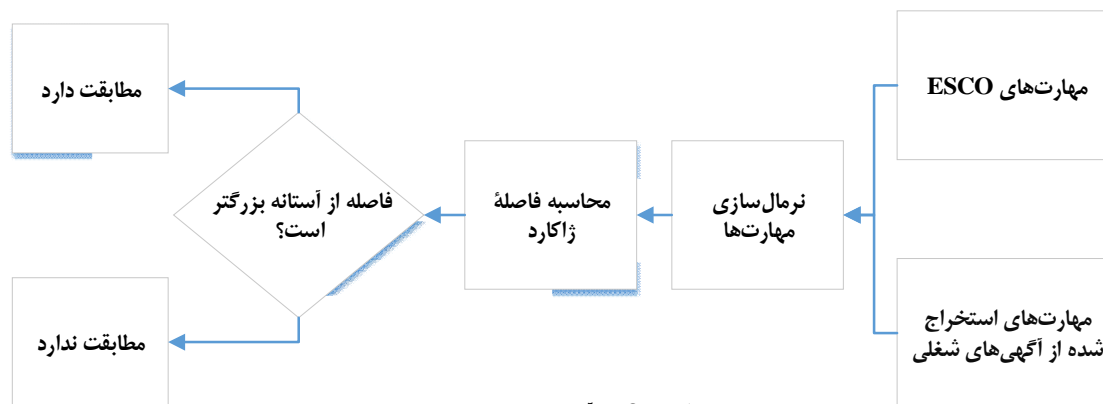 مهارت‌های ESCO
مهارت‌های استخراج
شده از آگهی‌های شغلی
نرمال‌سازی
مهارت‌ها
محاسبه فاصلهٔ
ژاکارد
فاصله از آستانه بزرگتر
است؟
مطابقت دارد
مطابقت ندارد